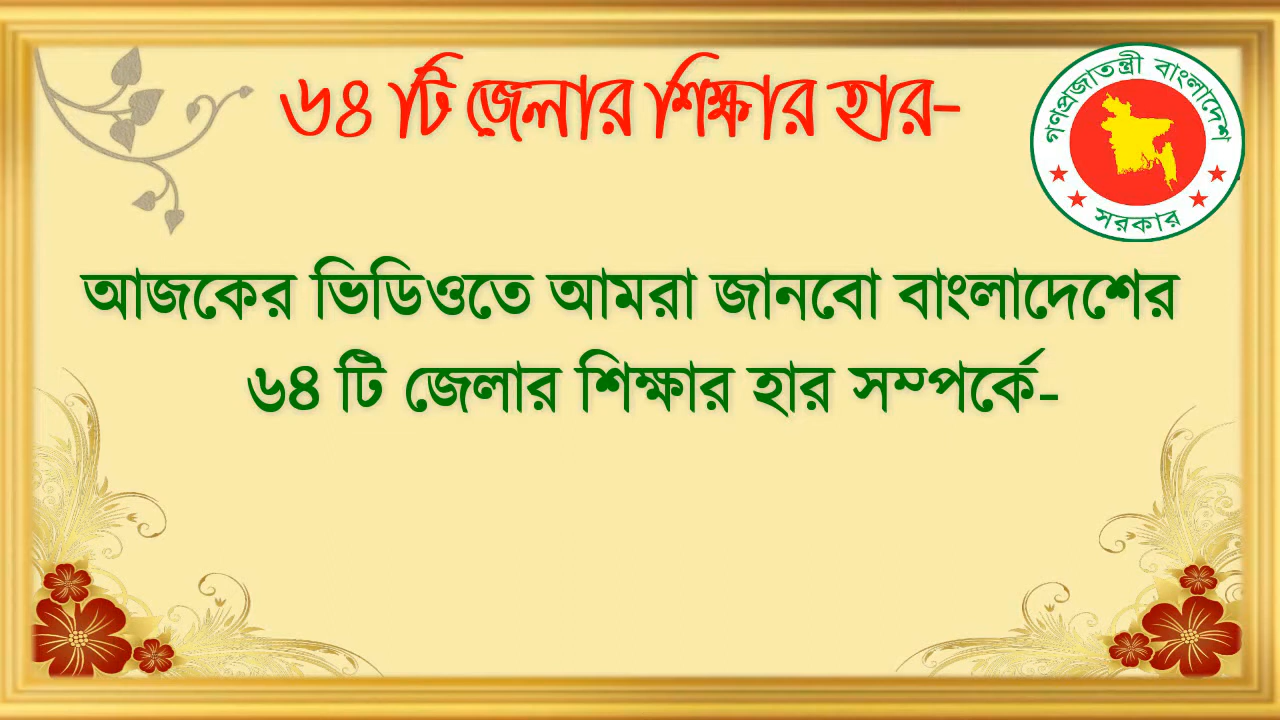 ৬৪ টি জেলার শিক্ষার হার-
গণপ্রজাতন্ত্রী বাংলাদেশ
সরকার
আজকের ভিডিওতে আমরা জানবো বাংলাদেশের
৬৪ টি জেলার শিক্ষার হার সম্পর্কে-